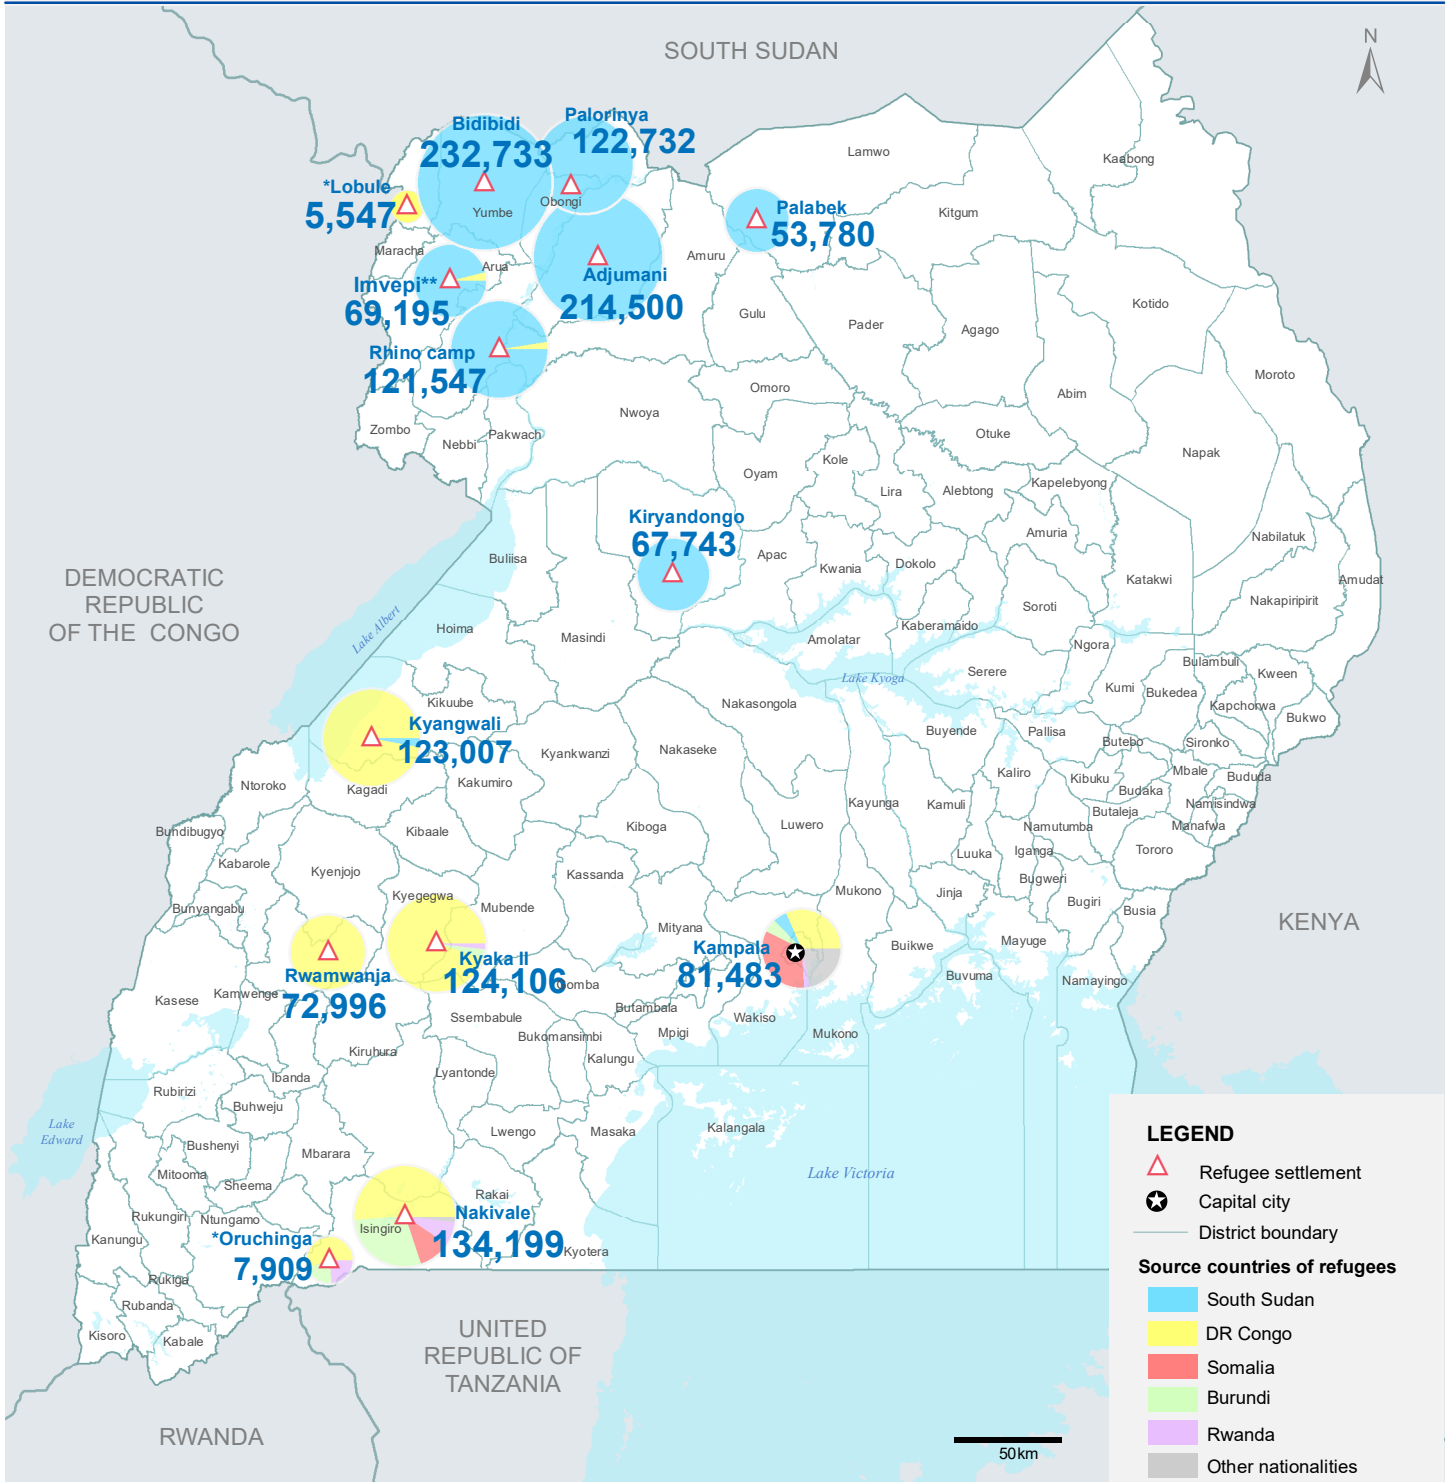 SOUTH SUDAN
N
Bidibidi
232,733
Palorinya
122,732
Lamwo
Kaabong
*Lobule
5,547
Yumbe
Obongi
Palabek
53,780
Kitgum
Maracha
Arua
Imvepi**
69,195
Adjumani
214,500
Amuru
Gulu
Pader
Agago
Kotido
Rhino camp
121,547
Moroto
Omoro
Abim
Nwoya
Zombo
Nebbi
Pakwach
Otuke
Napak
Kole
Oyam
Lira
Alebtong
Kapelebyong
Kiryandongo
67,743
Amuria
Nabilatuk
Buliisa
Apac
Kwania
Dokolo
Katakwi
Amudat
Nakapiripirit
DEMOCRATIC
REPUBLIC
OF THE CONGO
Lake Albert
Hoima
Masindi
Soroti
Kaberamaido
Amolatar
Ngora
Lake Kyoga
Serere
Bulambuli
Kween
Kumi
Bukedea
Kapchorwa
Bukwo
Kikuube
Nakasongola
Kyangwali
123,007
Kyankwanzi
Nakaseke
Buyende
Pallisa
Butebo
Sironko
Ntoroko
Kagadi
Kakumiro
Kaliro
Kibuku
Mbale
Bududa
Budaka
Kayunga
Kamuli
Butaleja
Namisindwa
Bundibugyo
Kibaale
Kiboga
Luwero
Namutumba
Manafwa
Kabarole
Kyenjojo
Kassanda
Luuka
Iganga
Tororo
Bugweri
Kyegegwa
Mubende
Mukono
Jinja
Bugiri
Busia
Bunyangabu
Mityana
KENYA
Kampala
81,483
Buikwe
Mayuge
Rwamwanja
72,996
Kyaka II
124,106
Gomba
Buvuma
Namayingo
Kasese
Kamwenge
Ssembabule
Butambala
Wakiso
Bukomansimbi
Mpigi
Mukono
Kiruhura
Kalungu
Lyantonde
Ibanda
Rubirizi
Buhweju
Lake
Edward
Bushenyi
Lwengo
Masaka
Kalangala
Mbarara
Mitooma
Sheema
Lake Victoria
Rakai
Rukungiri
Ntungamo
Isingiro
Nakivale
134,199
Kanungu
*Oruchinga
7,909
Kyotera
Rukiga
Rubanda
Kisoro
Kabale
UNITED
REPUBLIC OF
TANZANIA
RWANDA
50km
LEGEND
Refugee settlement
Capital city
District boundary
Source countries of refugees
South Sudan
DR Congo
Somalia
Burundi
Rwanda
Other nationalities